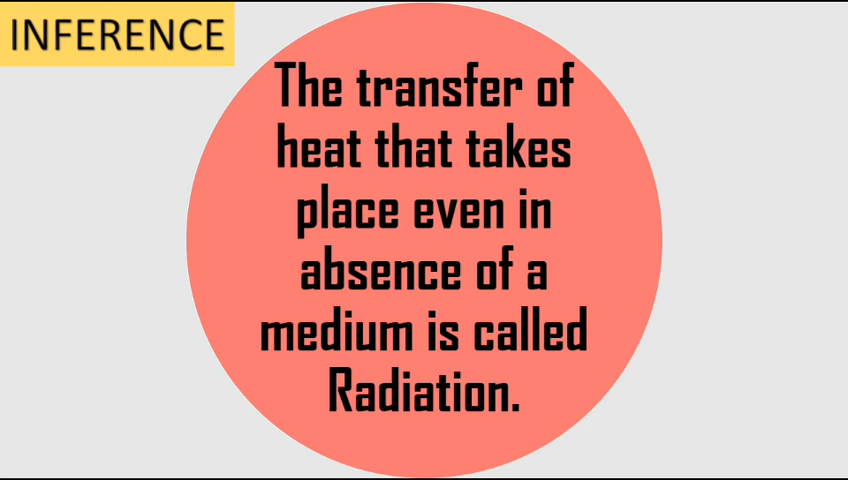 INFERENCE
The transfer of
heat that takes
place even in
absence of a
medium is called
Radiation.